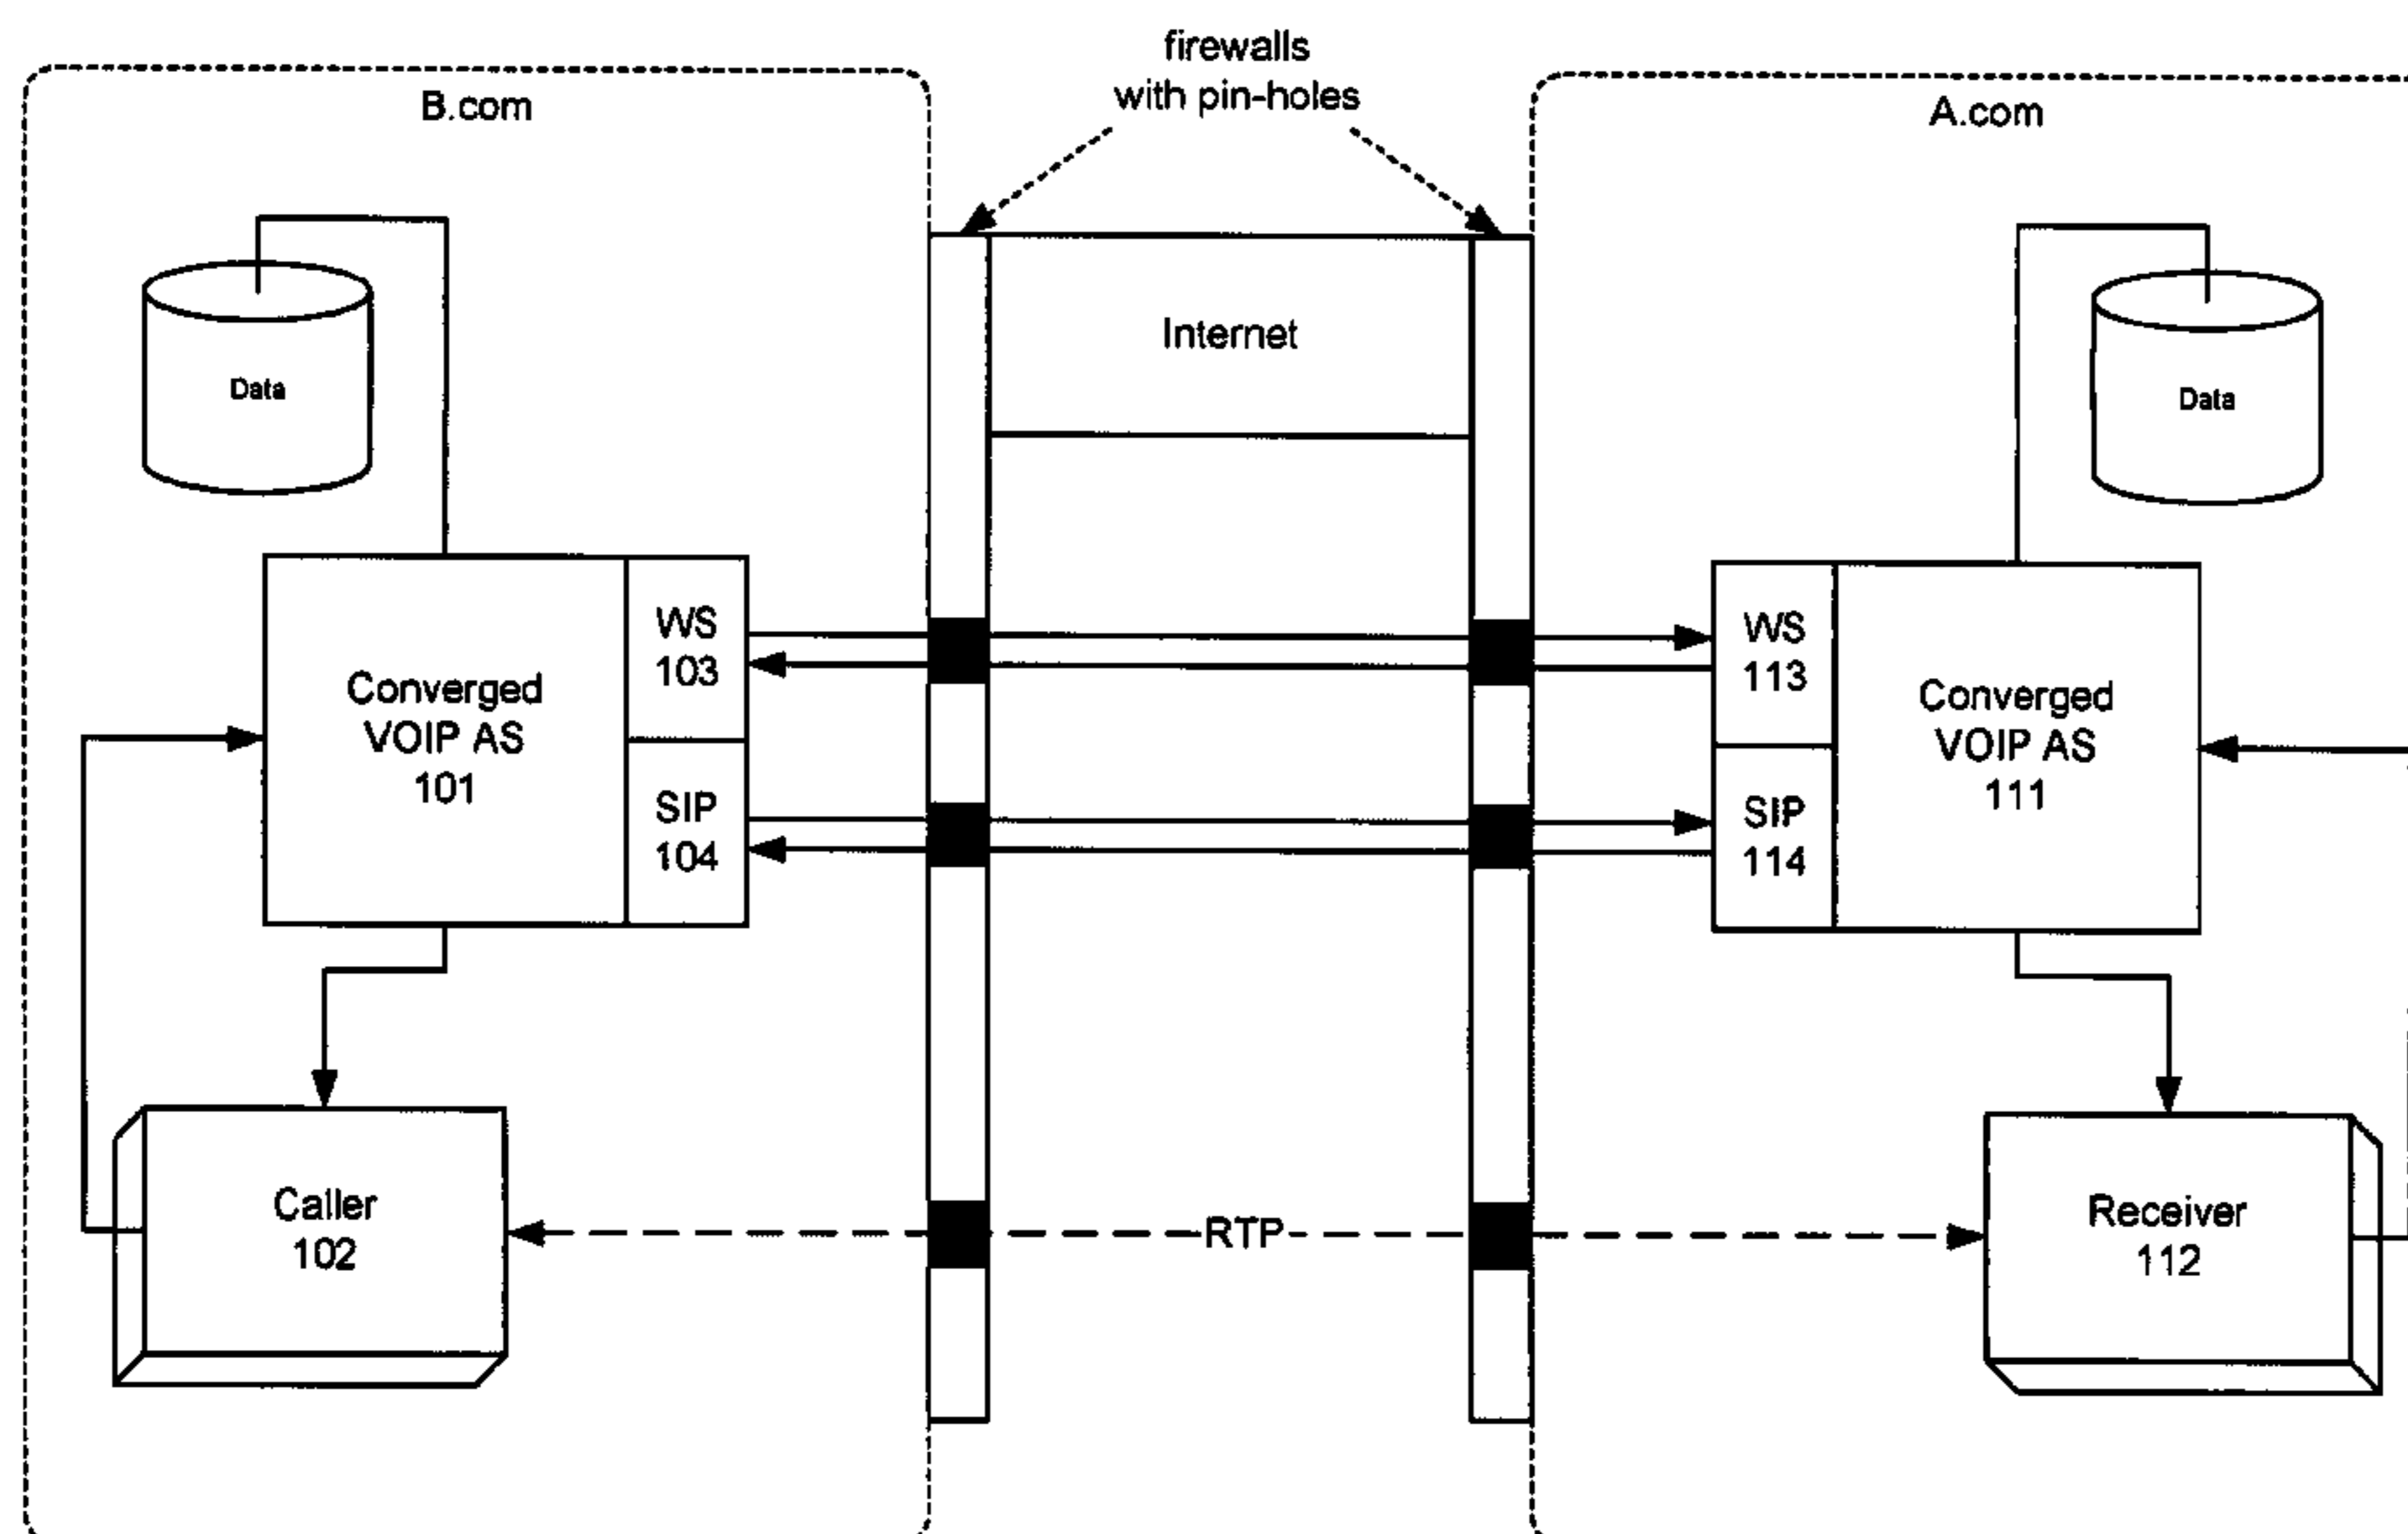 firewalls
with pin-holes
B.com
A.com
Data
Internet
Data
WS
103
Converged
VOIP AS
101
SIP
104
WS
113
Converged
VOIP AS
111
SIP
114
Caller
102
RTP
Receiver
112